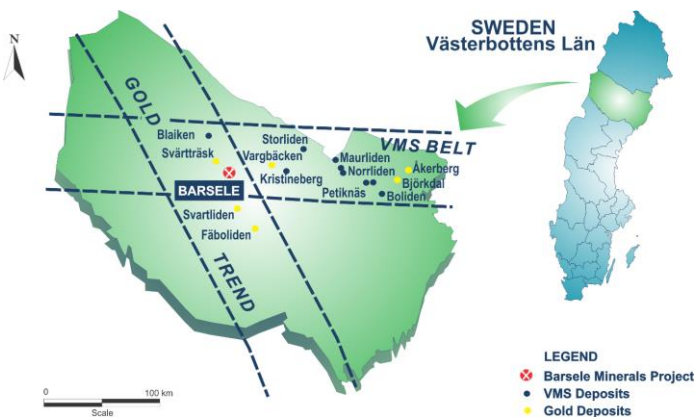 SWEDEN
Västerbottens Län
N
GOLD
TREND
VMS BELT
Blaiken
Storliden
Svärtträsk
Vargbäcken
Maurliden
Norrliden
Åkerberg
Kristineberg
Björkdal
Petiknäs
Boliden
BARSELE
Svartliden
Fäboliden
0
100 km
Scale
LEGEND
Barsele Minerals Project
VMS Deposits
Gold Deposits